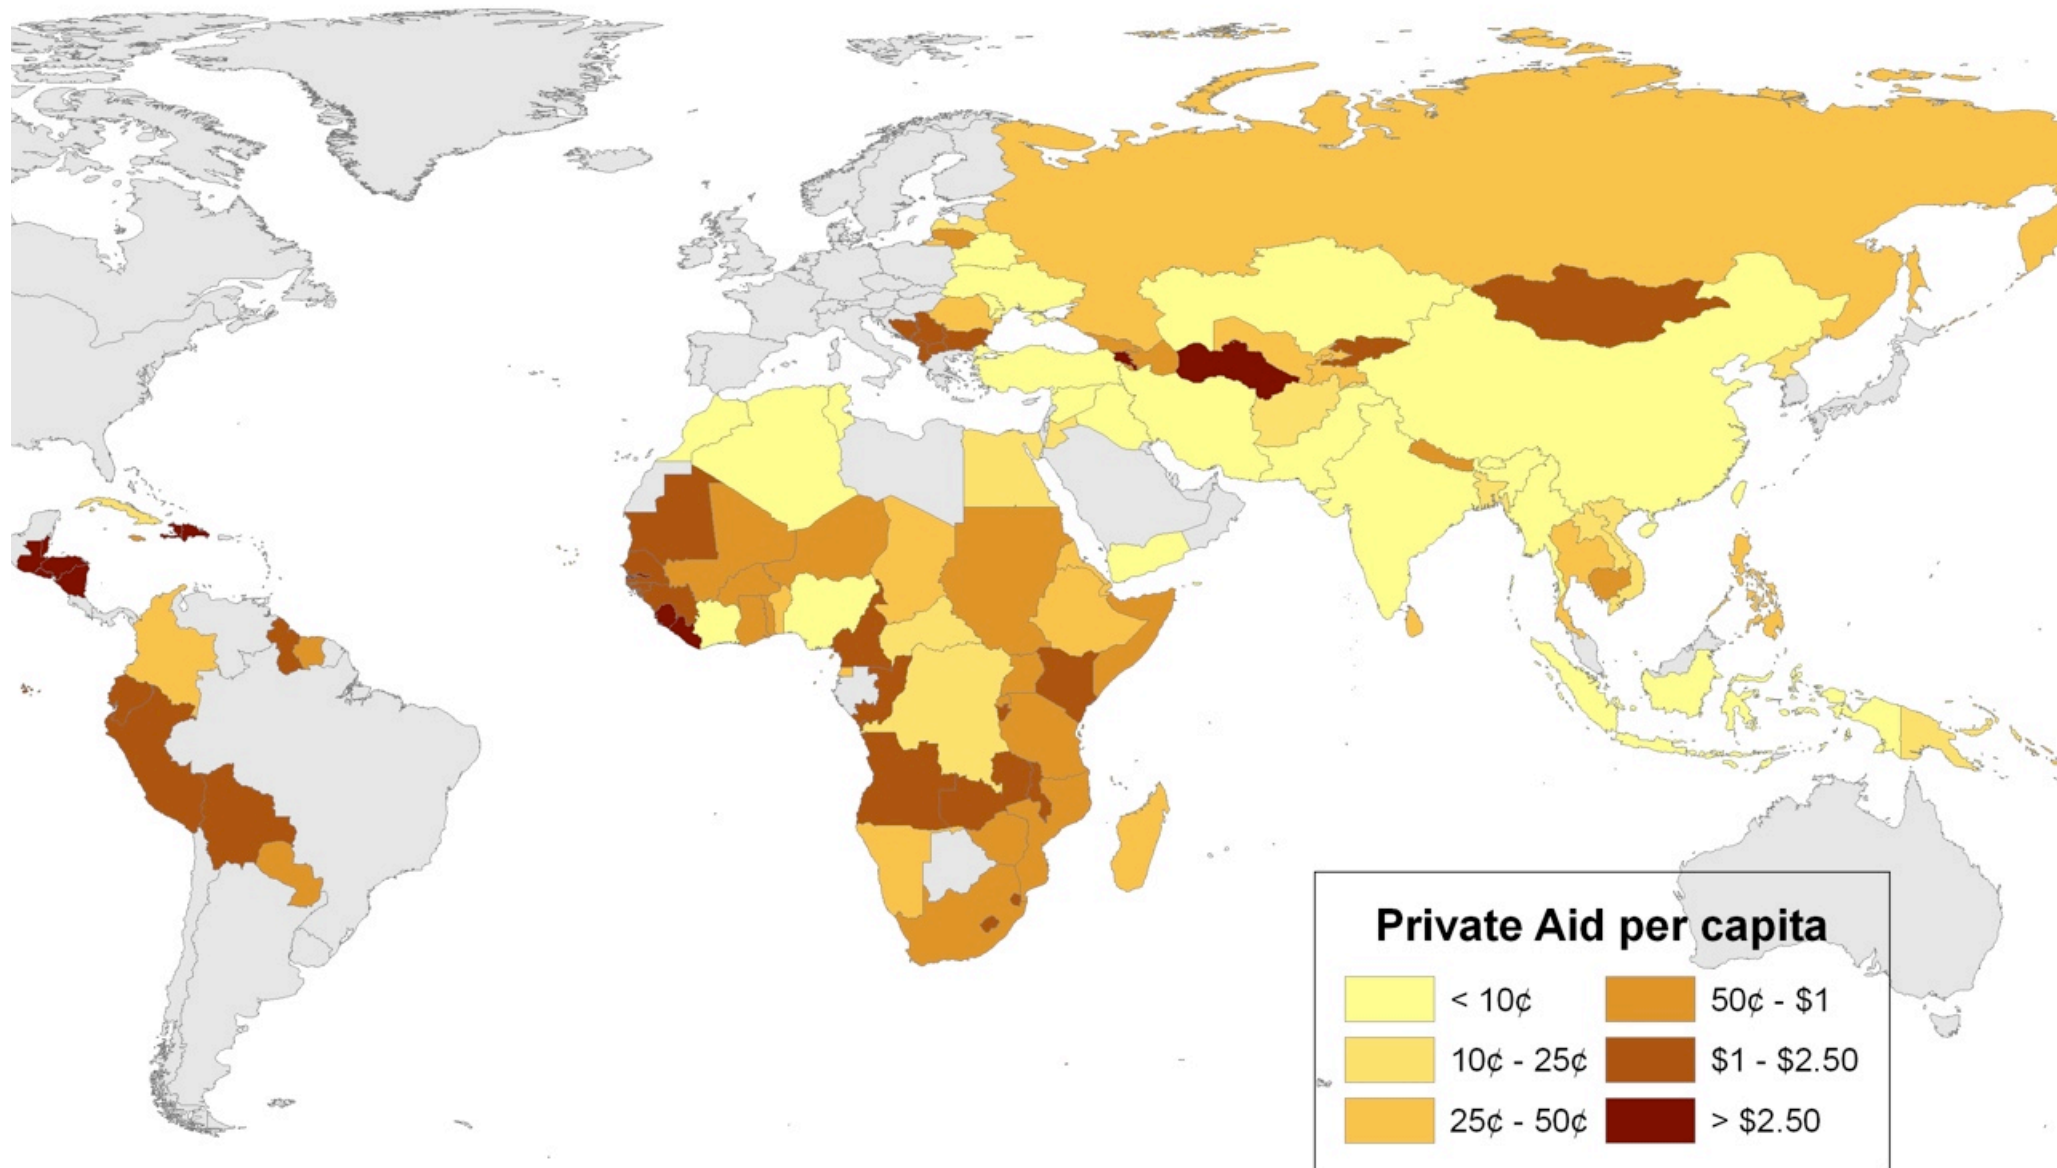 Private Aid per capita
< 10¢
50¢ - $1
10¢ - 25¢
$1 - $2.50
25¢ - 50¢
> $2.50